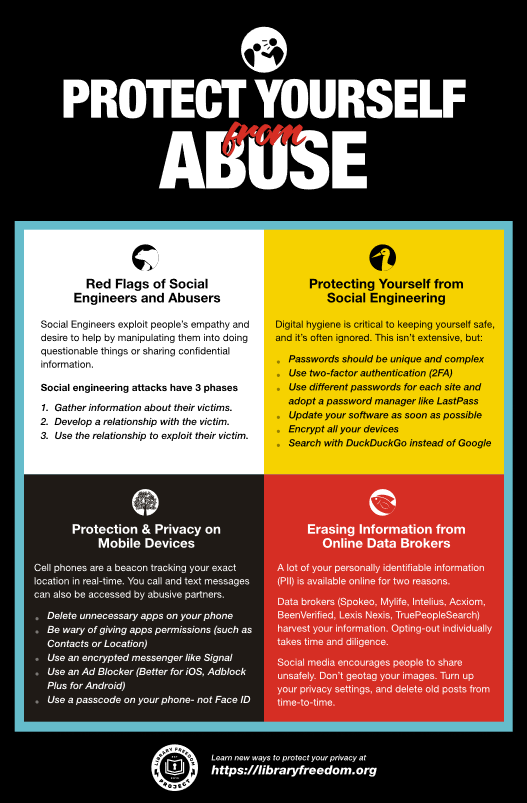 PROTECT YOURSELF
from
ABUSE
Red Flags of Social
Engineers and Abusers
Social Engineers exploit people's empathy and
desire to help by manipulating them into doing
questionable things or sharing confidential
information.
Social engineering attacks have 3 phases
1. Gather information about their victims.
2. Develop a relationship with the victim.
3. Use the relationship to exploit their victim.
Protecting Yourself from
Social Engineering
Digital hygiene is critical to keeping yourself safe,
and it's often ignored. This isn't extensive, but:
Passwords should be unique and complex
Use two-factor authentication (2FA)
Use different passwords for each site and
adopt a password manager like LastPass
Update your software as soon as possible
Encrypt all your devices
Search with DuckDuckGo instead of Google
Protection & Privacy on
Mobile Devices
Cell phones are a beacon tracking your exact
location in real-time. You call and text messages
can also be accessed by abusive partners.
Delete unnecessary apps on your phone
Be wary of giving apps permissions (such as
Contacts or Location)
Use an encrypted messenger like Signal
Use an Ad Blocker (Better for iOS, Adblock
Plus for Android)
Use a passcode on your phone- not Face ID
Erasing Information from
Online Data Brokers
A lot of your personally identifiable information
(PII) is available online for two reasons.
Data brokers (Spokeo, Mylife, Intelius, Acxiom,
BeenVerified, Lexis Nexis, TruePeopleSearch)
harvest your information. Opting-out individually
takes time and diligence.
Social media encourages people to share
unsafely. Don't geotag your images. Turn up
your privacy settings, and delete old posts from
time-to-time.
LIBRARY FREEDOM
PROJECT
Learn new ways to protect your privacy at
https://libraryfreedom.org